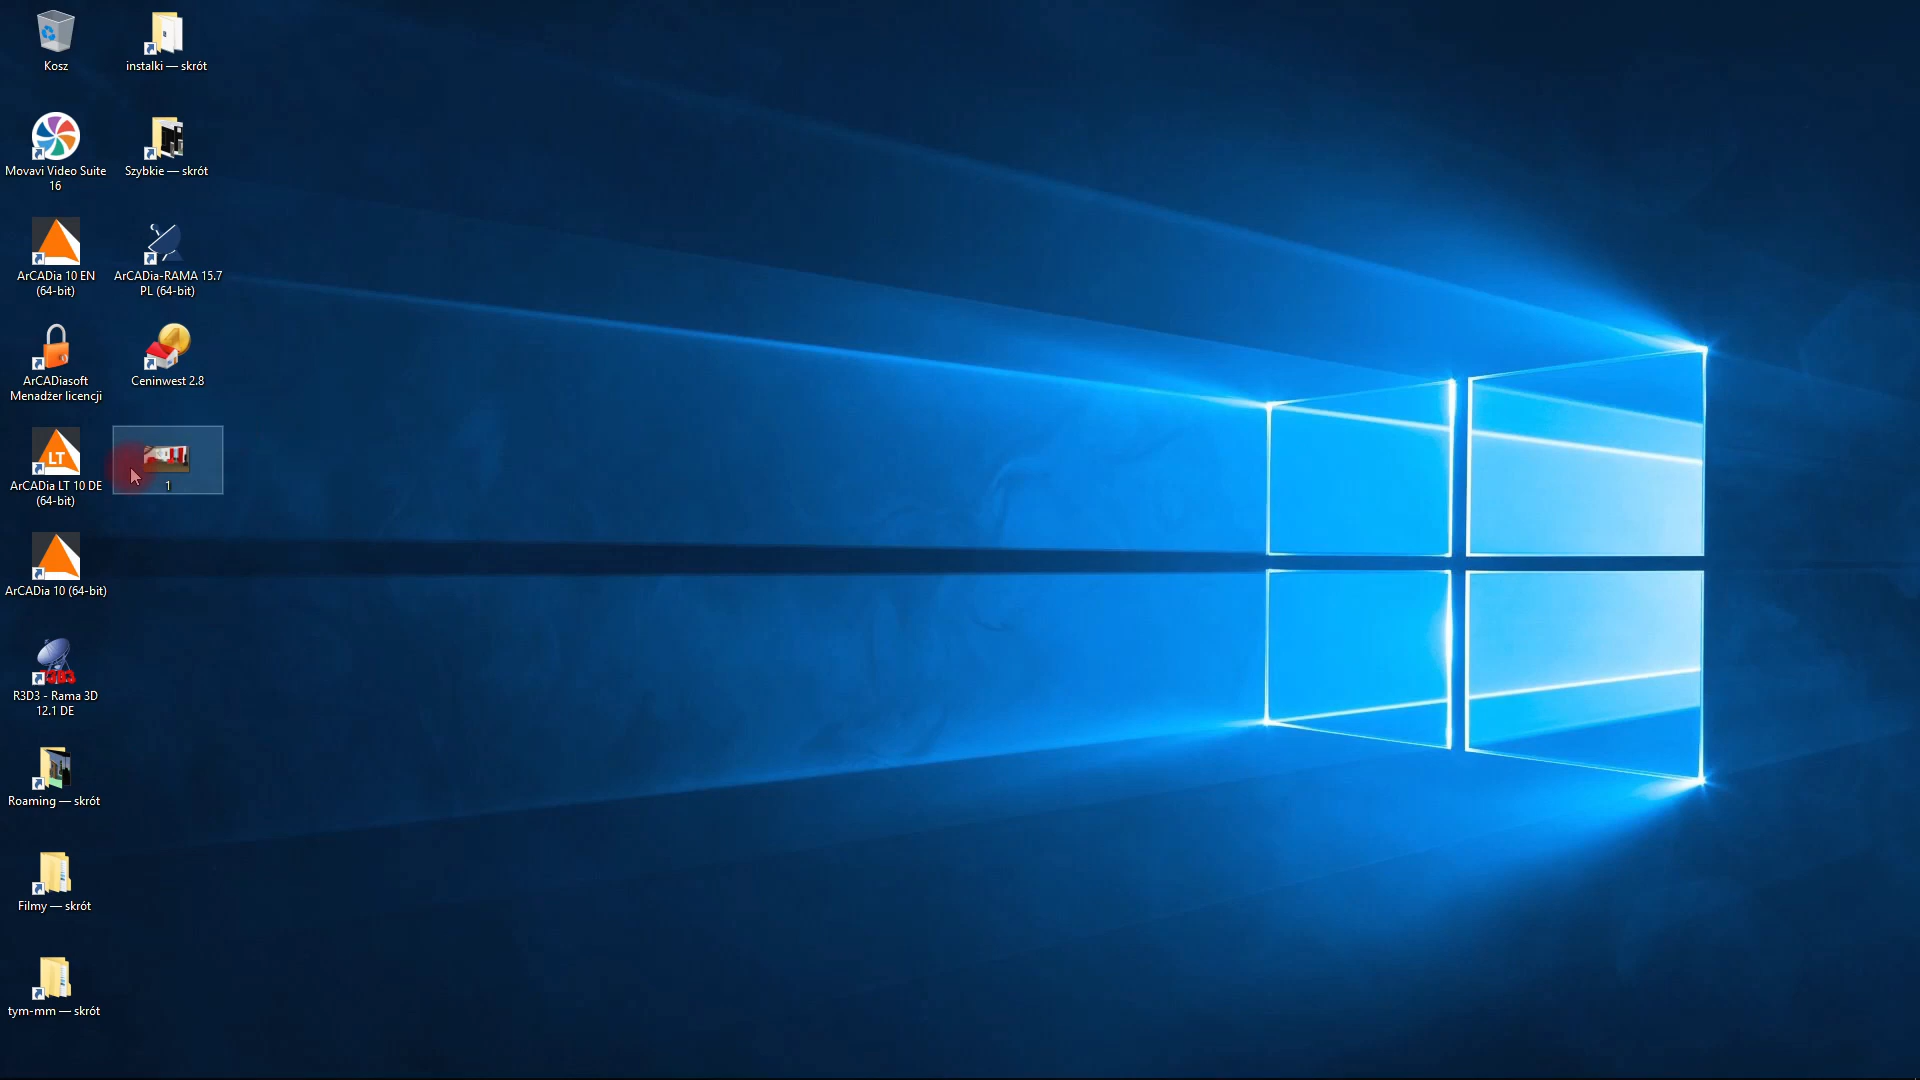 Kosz
instalki — skrót
Movavi Video Suite
16
Szybkie — skrót
ArCADia 10 EN
(64-bit)
ArCADia-RAMA 15.7
PL (64-bit)
ArCADiasoft
Menadżer licencji
Ceninwest 2.8
LT
ArCADia LT 10 DE
(64-bit)
1
ArCADia 10 (64-bit)
R3D3
R3D3 - Rama 3D
12.1 DE
Roaming — skrót
Filmy — skrót
tym-mm — skrót